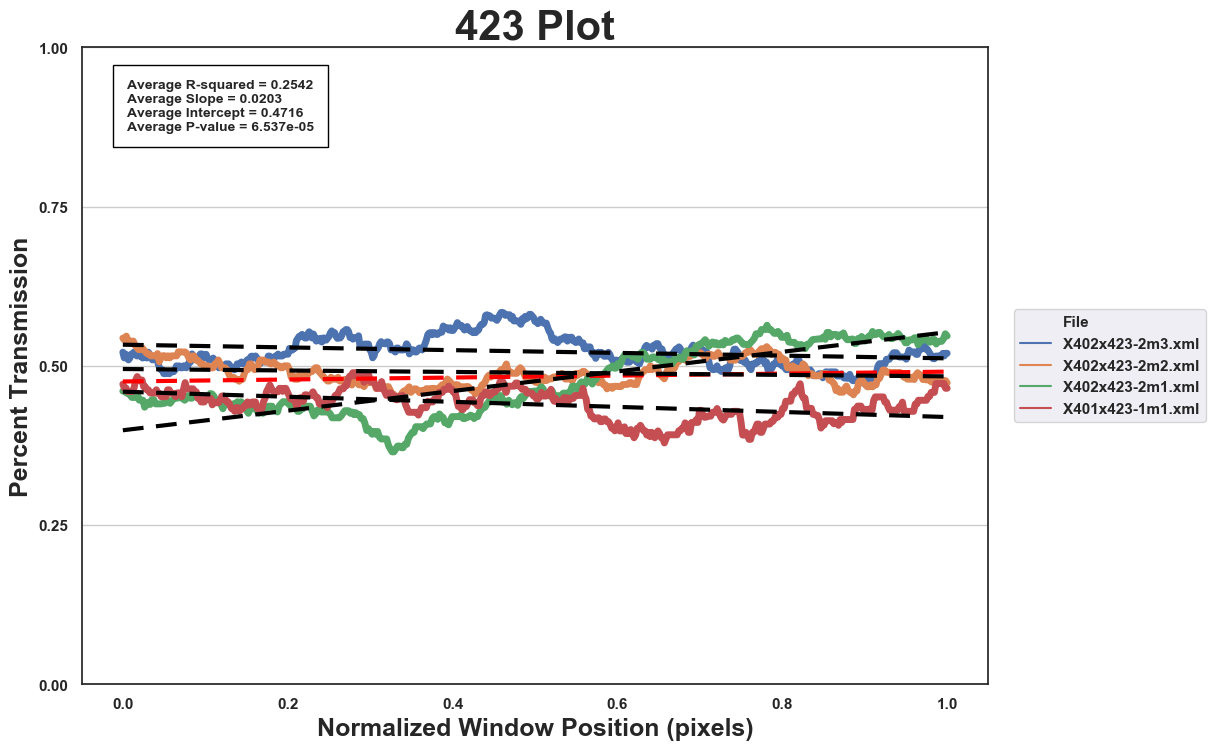 423 Plot
1.00
0.75
0.50
0.25
0.00
Percent Transmission
Average R-squared = 0.2542
Average Slope = 0.0203
Average Intercept = 0.4716
Average P-value = 6.537e-05
0.0 0.2 0.4 0.6 0.8 1.0
Normalized Window Position (pixels)
File
X402x423-2m3.xml
X402x423-2m2.xml
X402x423-2m1.xml
X401x423-1m1.xml